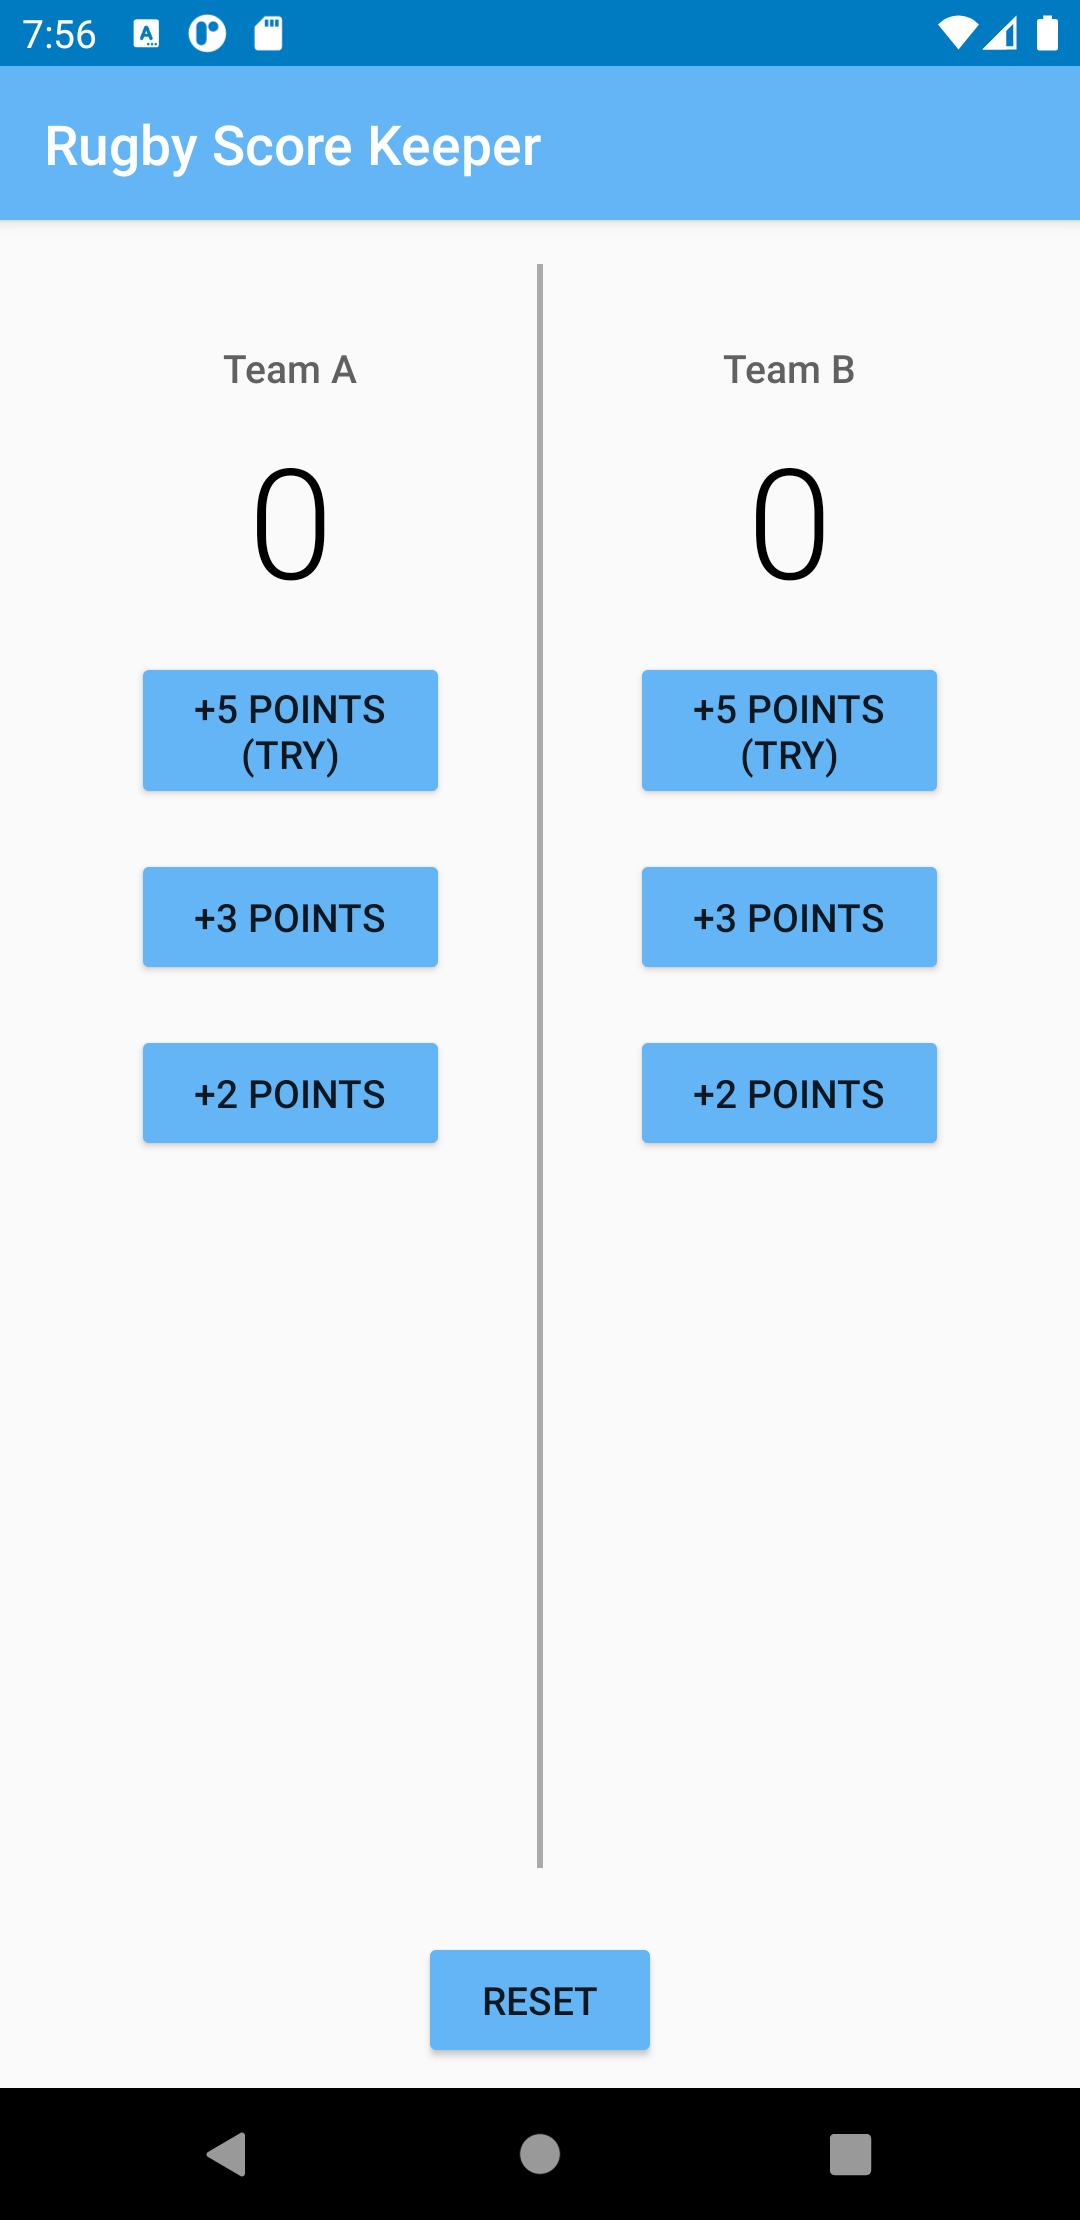 7:56
Rugby Score Keeper
Team A
Team B
0
0
+5 POINTS
(TRY)
+5 POINTS
(TRY)
+3 POINTS
+3 POINTS
+2 POINTS
+2 POINTS
RESET